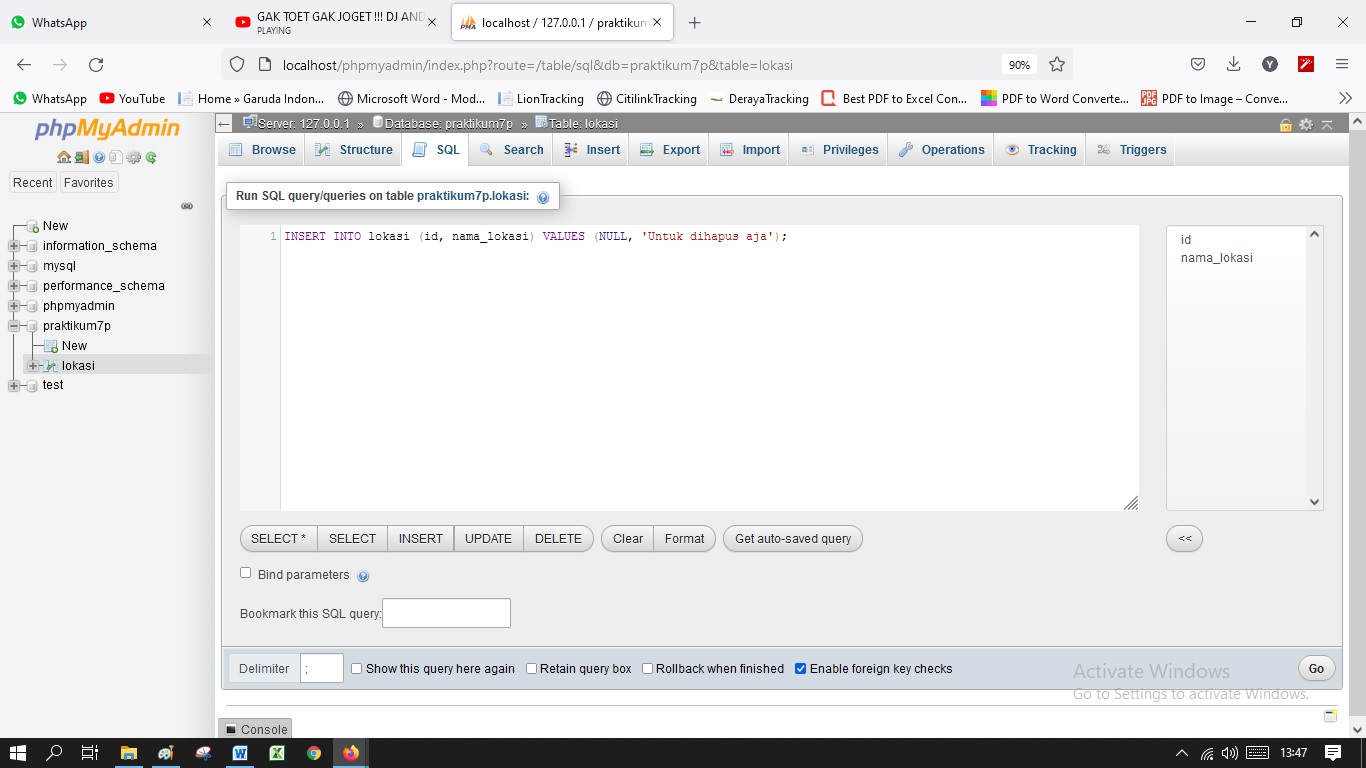 WhatsApp
GAK TOET GAK JOGET !!! DJ AND
PLAYING
localhost / 127.0.0.1 / praktikum
localhost/phpmyadmin/index.php?route=/table/sql&db=praktikum7p&table=lokasi
90%
Y
WhatsApp YouTube Home » Garuda Indon... Microsoft Word - Mod... LionTracking CitilinkTracking DerayaTracking Best PDF to Excel Con... PDF to Word Converte... PDF to Image – Conve...
phpMyAdmin
Recent Favorites
New
information_schema
mysql
performance_schema
phpmyadmin
praktikum7p
New
lokasi
test
Server: 127.0.0.1 » Database: praktikum7p » Table: lokasi
Browse Structure SQL Search Insert Export Import Privileges Operations Tracking Triggers
Run SQL query/queries on table praktikum7p.lokasi:
1 INSERT INTO lokasi (id, nama_lokasi) VALUES (NULL, 'Untuk dihapus aja');
id
nama_lokasi
SELECT * SELECT INSERT UPDATE DELETE Clear Format Get auto-saved query <<
Bind parameters
Bookmark this SQL query:
Delimiter ; Show this query here again Retain query box Rollback when finished Enable foreign key checks Go
Activate Windows
Go to Settings to activate Windows.
Console
13:47